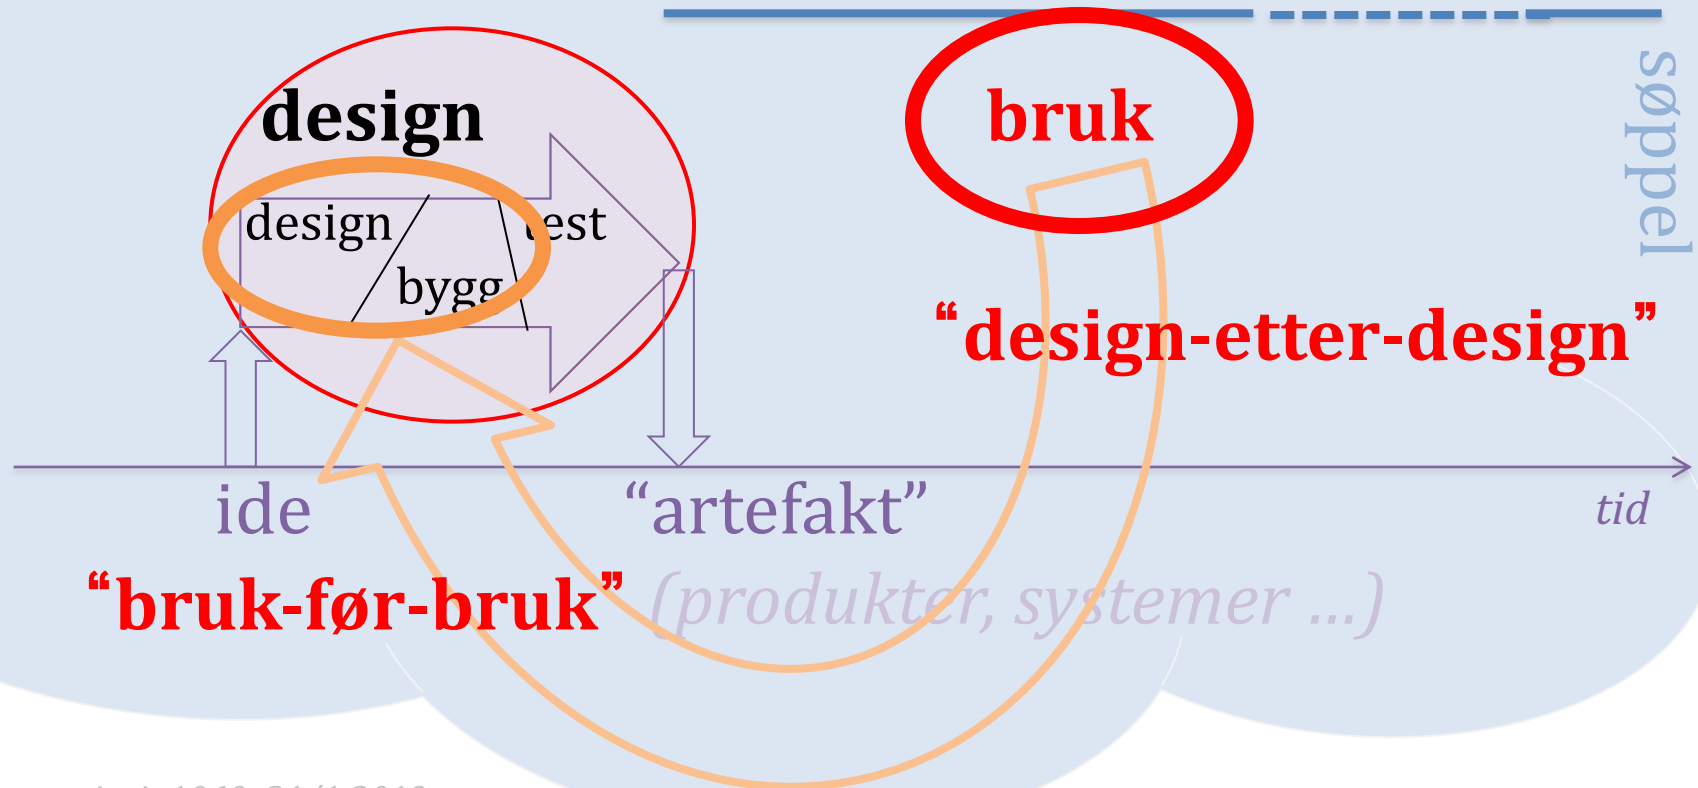 design
bruk
søppel
design
test
bygg
“design-etter-design”
ide
“artefakt”
tid
“bruk-før-bruk”
(produkter, systemer ...)